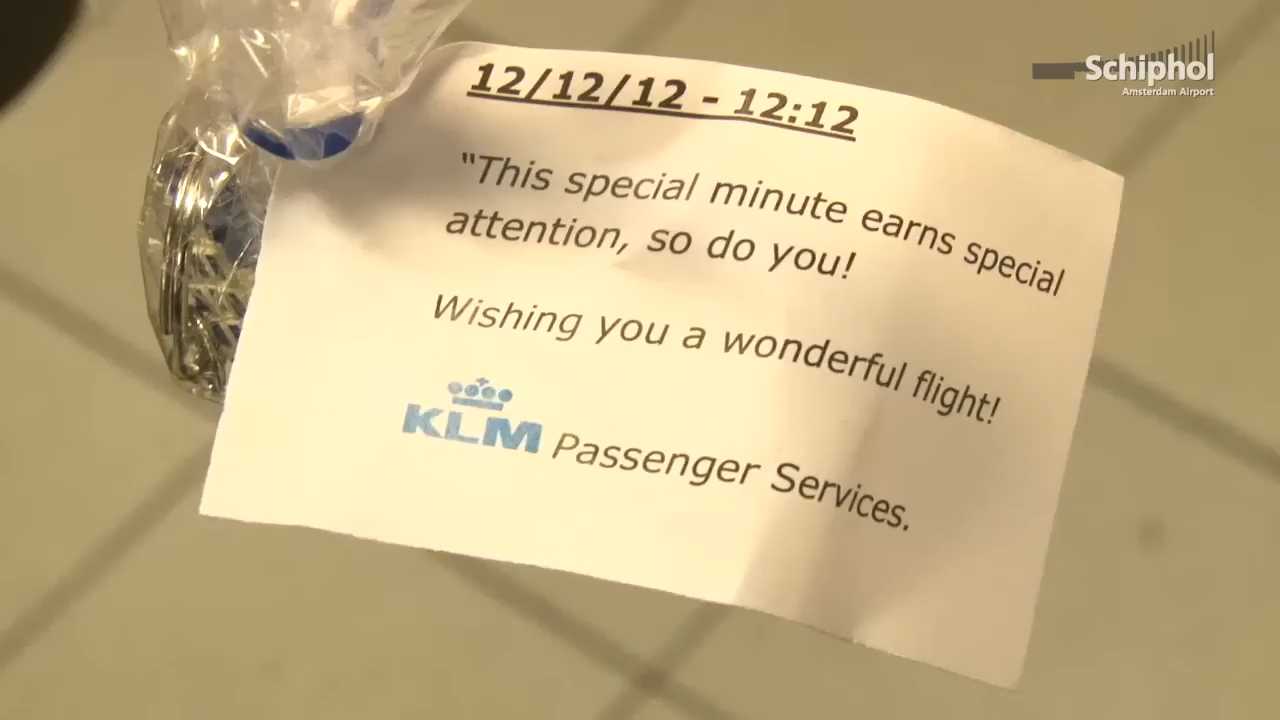 Schiphol
Amsterdam Airport
12/12/12 - 12:12
“This special minute earns special
attention, so do you!
Wishing you a wonderful flight!
KLM Passenger Services.